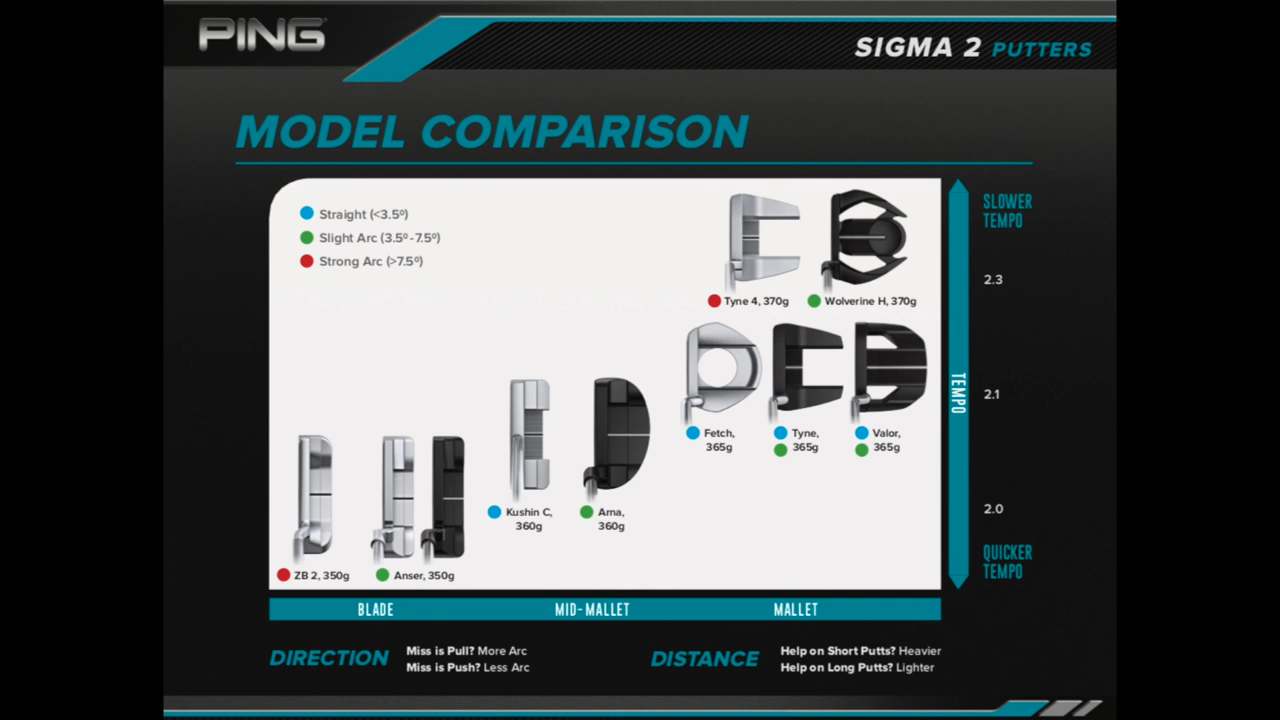 PING
SIGMA 2 PUTTERS
MODEL COMPARISON
Straight (<3.5º)
Slight Arc (3.5º-7.5º)
Strong Arc (>7.5º)
SLOWER
TEMPO
2.3
Tyne 4, 370g
Wolverine H, 370g
TEMPO
2.1
Fetch,
365g
Tyne,
365g
Valor,
365g
2.0
Kushin C,
360g
Arna,
360g
QUICKER
TEMPO
ZB 2, 350g
Anser, 350g
BLADE
MID-MALLET
MALLET
DIRECTION
Miss is Pull? More Arc
Miss is Push? Less Arc
DISTANCE
Help on Short Putts? Heavier
Help on Long Putts? Lighter